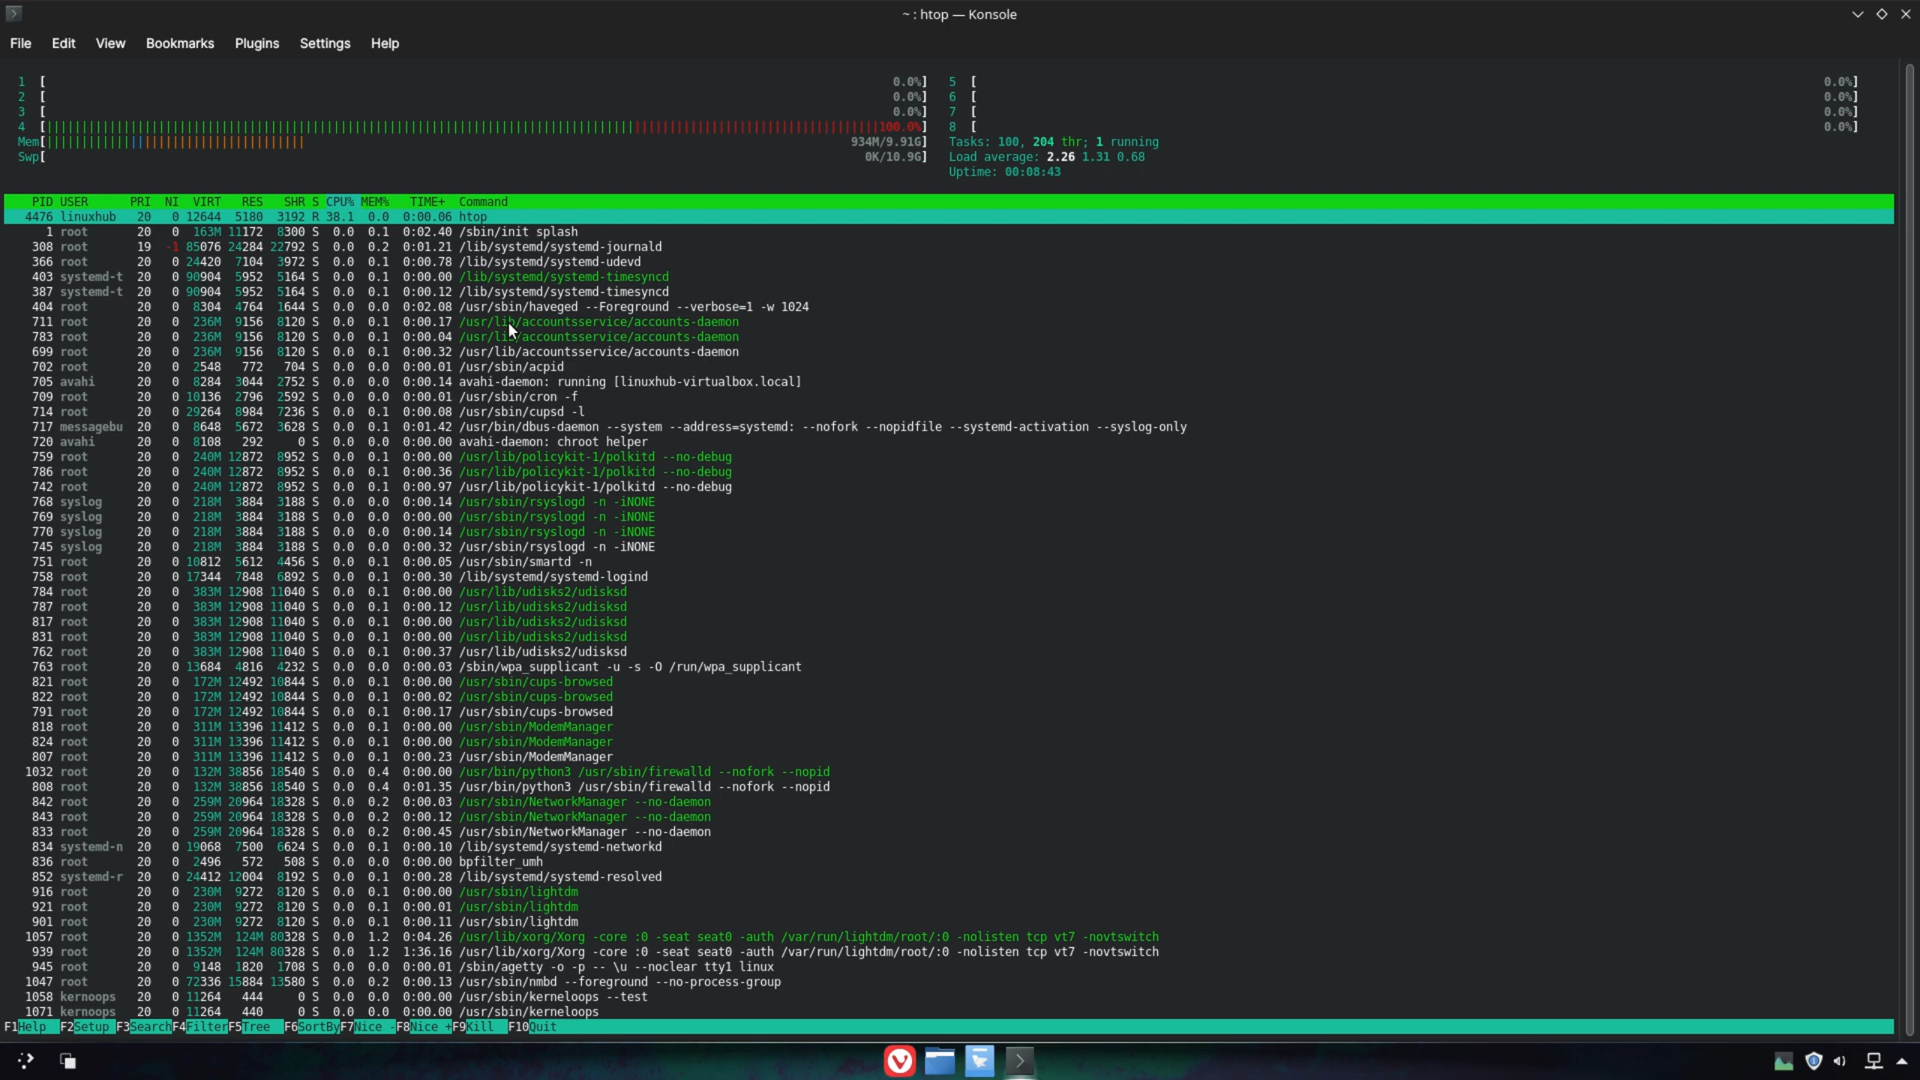 ~ : htop — Konsole
File Edit View Bookmarks Plugins Settings Help
1 [ 0.0%] 5 [ 0.0%]
2 [ 0.0%] 6 [ 0.0%]
3 [ 0.0%] 7 [ 0.0%]
4 [||||||||||||||||||||||||||||||||||||||||100.0%] 8 [ 0.0%]
Mem[||||||||||||||||||||| 934M/9.91G] Tasks: 100, 204 thr; 1 running
Swp[ 0K/10.9G] Load average: 2.26 1.31 0.68
Uptime: 00:08:43
PID USER PRI NI VIRT RES SHR S CPU% MEM% TIME+ Command
4476 linuxhub 20 0 12644 5180 3192 R 38.1 0.0 0:00.06 htop
1 root 20 0 163M 11172 8300 S 0.0 0.1 0:02.40 /sbin/init splash
308 root 19 -1 85076 24284 22792 S 0.0 0.2 0:01.21 /lib/systemd/systemd-journald
366 root 20 0 24420 7104 3972 S 0.0 0.1 0:00.78 /lib/systemd/systemd-udevd
403 systemd-t 20 0 90904 5952 5164 S 0.0 0.1 0:00.00 /lib/systemd/systemd-timesyncd
387 systemd-t 20 0 90904 5952 5164 S 0.0 0.1 0:00.12 /lib/systemd/systemd-timesyncd
404 root 20 0 8304 4764 1644 S 0.0 0.0 0:02.08 /usr/sbin/haveged --Foreground --verbose=1 -w 1024
711 root 20 0 236M 9156 8120 S 0.0 0.1 0:00.17 /usr/lib/accountsservice/accounts-daemon
783 root 20 0 236M 9156 8120 S 0.0 0.1 0:00.04 /usr/lib/accountsservice/accounts-daemon
699 root 20 0 236M 9156 8120 S 0.0 0.1 0:00.32 /usr/lib/accountsservice/accounts-daemon
702 root 20 0 2548 772 704 S 0.0 0.0 0:00.01 /usr/sbin/acpid
705 avahi 20 0 8284 3044 2752 S 0.0 0.0 0:00.14 avahi-daemon: running [linuxhub-virtualbox.local]
709 root 20 0 10136 2796 2592 S 0.0 0.0 0:00.01 /usr/sbin/cron -f
714 root 20 0 29264 8984 7236 S 0.0 0.1 0:00.08 /usr/sbin/cupsd -l
717 messagebu 20 0 8648 5672 3628 S 0.0 0.1 0:01.42 /usr/bin/dbus-daemon --system --address=systemd: --nofork --nopidfile --systemd-activation --syslog-only
720 avahi 20 0 8108 292 0 S 0.0 0.0 0:00.00 avahi-daemon: chroot helper
759 root 20 0 240M 12872 8952 S 0.0 0.1 0:00.00 /usr/lib/policykit-1/polkitd --no-debug
786 root 20 0 240M 12872 8952 S 0.0 0.1 0:00.36 /usr/lib/policykit-1/polkitd --no-debug
742 root 20 0 240M 12872 8952 S 0.0 0.1 0:00.97 /usr/lib/policykit-1/polkitd --no-debug
768 syslog 20 0 218M 3884 3188 S 0.0 0.0 0:00.14 /usr/sbin/rsyslogd -n -iNONE
769 syslog 20 0 218M 3884 3188 S 0.0 0.0 0:00.00 /usr/sbin/rsyslogd -n -iNONE
770 syslog 20 0 218M 3884 3188 S 0.0 0.0 0:00.14 /usr/sbin/rsyslogd -n -iNONE
745 syslog 20 0 218M 3884 3188 S 0.0 0.0 0:00.32 /usr/sbin/rsyslogd -n -iNONE
751 root 20 0 10812 5612 4456 S 0.0 0.1 0:00.05 /usr/sbin/smartd -n
758 root 20 0 17344 7848 6892 S 0.0 0.1 0:00.30 /lib/systemd/systemd-logind
784 root 20 0 383M 12908 11040 S 0.0 0.1 0:00.00 /usr/lib/udisks2/udisksd
787 root 20 0 383M 12908 11040 S 0.0 0.1 0:00.12 /usr/lib/udisks2/udisksd
817 root 20 0 383M 12908 11040 S 0.0 0.1 0:00.00 /usr/lib/udisks2/udisksd
831 root 20 0 383M 12908 11040 S 0.0 0.1 0:00.00 /usr/lib/udisks2/udisksd
762 root 20 0 383M 12908 11040 S 0.0 0.1 0:00.37 /usr/lib/udisks2/udisksd
763 root 20 0 13684 4816 4232 S 0.0 0.0 0:00.03 /sbin/wpa_supplicant -u -s -O /run/wpa_supplicant
821 root 20 0 172M 12492 10844 S 0.0 0.1 0:00.00 /usr/sbin/cups-browsed
822 root 20 0 172M 12492 10844 S 0.0 0.1 0:00.02 /usr/sbin/cups-browsed
791 root 20 0 172M 12492 10844 S 0.0 0.1 0:00.17 /usr/sbin/cups-browsed
818 root 20 0 311M 13396 11412 S 0.0 0.1 0:00.00 /usr/sbin/ModemManager
824 root 20 0 311M 13396 11412 S 0.0 0.1 0:00.00 /usr/sbin/ModemManager
807 root 20 0 311M 13396 11412 S 0.0 0.1 0:00.23 /usr/sbin/ModemManager
1032 root 20 0 132M 38856 18540 S 0.0 0.4 0:00.00 /usr/bin/python3 /usr/sbin/firewalld --nofork --nopid
808 root 20 0 132M 38856 18540 S 0.0 0.4 0:01.35 /usr/bin/python3 /usr/sbin/firewalld --nofork --nopid
842 root 20 0 259M 20964 18328 S 0.0 0.2 0:00.03 /usr/sbin/NetworkManager --no-daemon
843 root 20 0 259M 20964 18328 S 0.0 0.2 0:00.12 /usr/sbin/NetworkManager --no-daemon
833 root 20 0 259M 20964 18328 S 0.0 0.2 0:00.45 /usr/sbin/NetworkManager --no-daemon
834 systemd-n 20 0 19068 7500 6624 S 0.0 0.1 0:00.10 /lib/systemd/systemd-networkd
836 root 20 0 2496 572 508 S 0.0 0.0 0:00.00 bpfilter_umh
852 systemd-r 20 0 24412 12004 8192 S 0.0 0.1 0:00.28 /lib/systemd/systemd-resolved
916 root 20 0 230M 9272 8120 S 0.0 0.1 0:00.00 /usr/sbin/lightdm
921 root 20 0 230M 9272 8120 S 0.0 0.1 0:00.01 /usr/sbin/lightdm
901 root 20 0 230M 9272 8120 S 0.0 0.1 0:00.11 /usr/sbin/lightdm
1057 root 20 0 1352M 124M 80328 S 0.0 1.2 0:04.26 /usr/lib/xorg/Xorg -core :0 -seat seat0 -auth /var/run/lightdm/root/:0 -nolisten tcp vt7 -novtswitch
939 root 20 0 1352M 124M 80328 S 0.0 1.2 1:36.16 /usr/lib/xorg/Xorg -core :0 -seat seat0 -auth /var/run/lightdm/root/:0 -nolisten tcp vt7 -novtswitch
945 root 20 0 9148 1820 1708 S 0.0 0.0 0:00.01 /sbin/agetty -o -p -- \u --noclear tty1 linux
1047 root 20 0 72336 15884 13580 S 0.0 0.2 0:00.13 /usr/sbin/nmbd --foreground --no-process-group
1058 kernoops 20 0 11264 444 0 S 0.0 0.0 0:00.00 /usr/sbin/kerneloops --test
1071 kernoops 20 0 11264 440 0 S 0.0 0.0 0:00.00 /usr/sbin/kerneloops
F1Help F2Setup F3SearchF4FilterF5Tree F6SortByF7Nice -F8Nice +F9Kill F10Quit